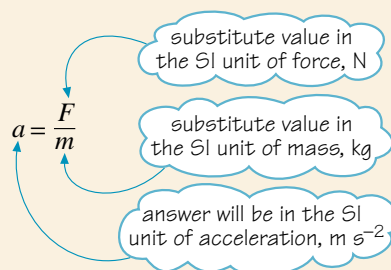 substitute value in
the SI unit of force, N
a = F/m
substitute value in
the SI unit of mass, kg
answer will be in the SI
unit of acceleration, m s⁻²